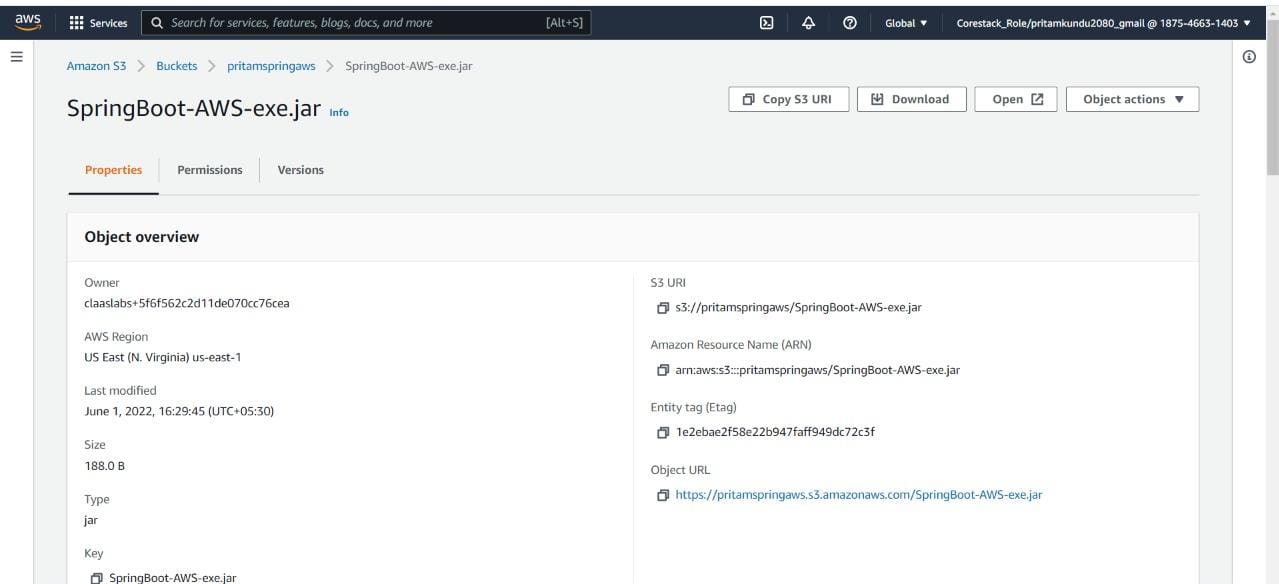 aws Services Search for services, features, blogs, docs, and more [Alt+S] Global Corestack_Role/pritamkundu2080_gmail @ 1875-4663-1403
Amazon S3 Buckets pritamspringaws SpringBoot-AWS-exe.jar
SpringBoot-AWS-exe.jar Info
Copy S3 URI Download Open Object actions
Properties Permissions Versions
Object overview
Owner
claaslabs+5f6f562c2d11de070cc76cea
AWS Region
US East (N. Virginia) us-east-1
Last modified
June 1, 2022, 16:29:45 (UTC+05:30)
Size
188.0 B
Type
jar
Key
SpringBoot-AWS-exe.jar
S3 URI
s3://pritamspringaws/SpringBoot-AWS-exe.jar
Amazon Resource Name (ARN)
arn:aws:s3:::pritamspringaws/SpringBoot-AWS-exe.jar
Entity tag (Etag)
1e2ebae2f58e22b947faff949dc72c3f
Object URL
https://pritamspringaws.s3.amazonaws.com/SpringBoot-AWS-exe.jar